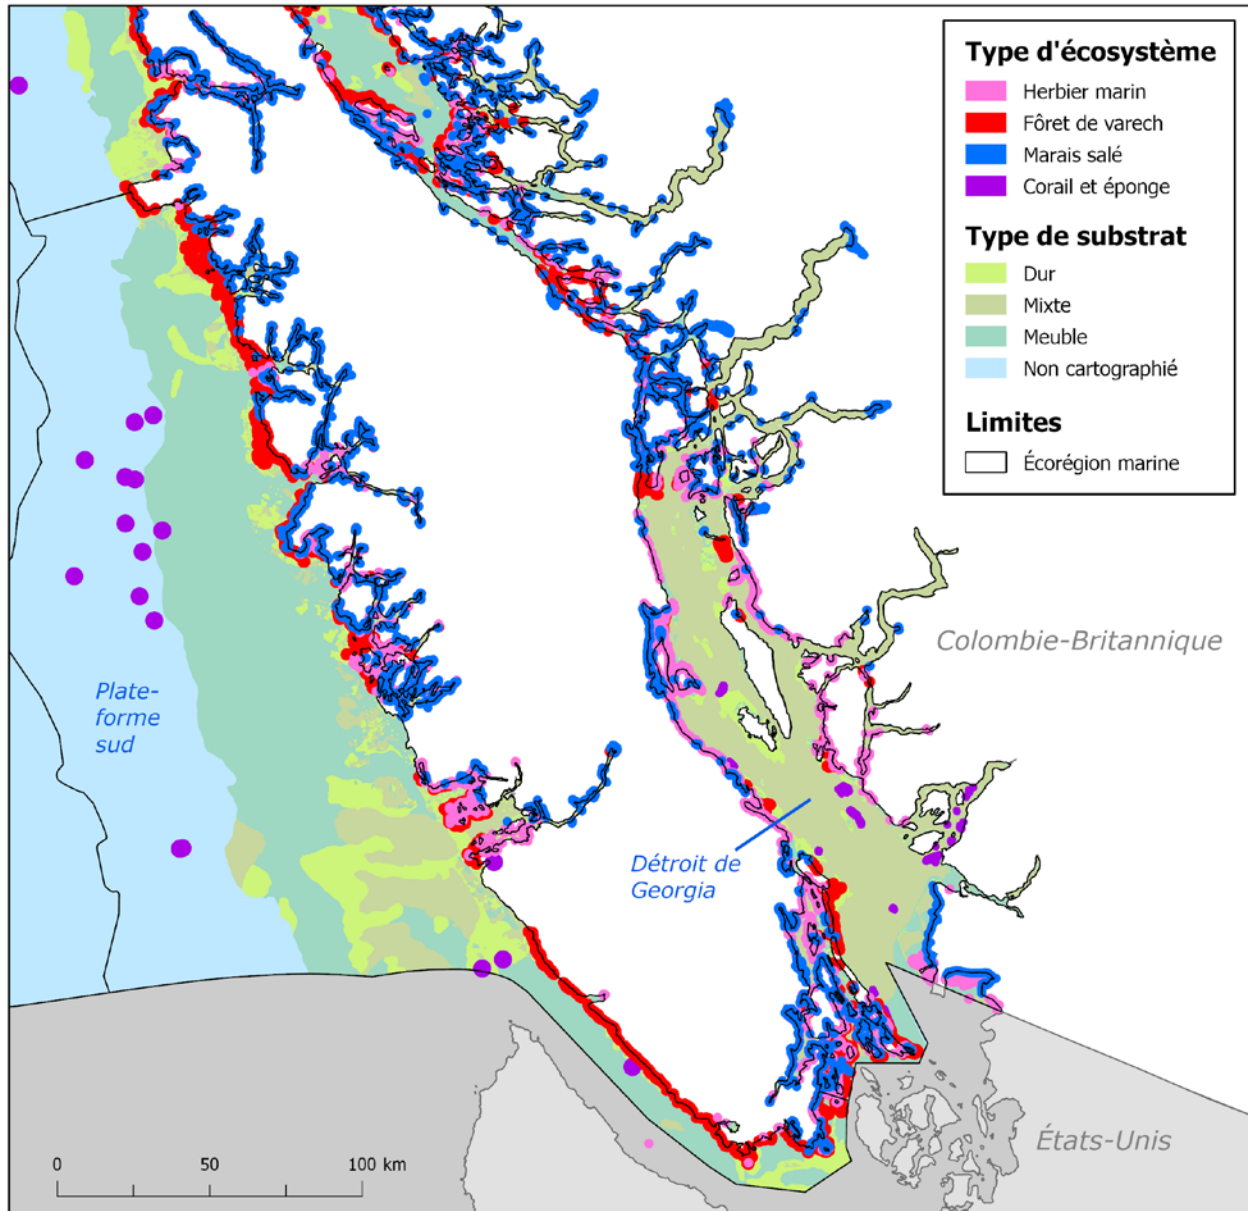 Type d'écosystème
Herbier marin
Fôret de varech
Marais salé
Corail et éponge
Type de substrat
Dur
Mixte
Meuble
Non cartographié
Limites
Écorégion marine
Colombie-Britannique
Plate-
forme
sud
Détroit de
Georgia
États-Unis
0 50 100 km